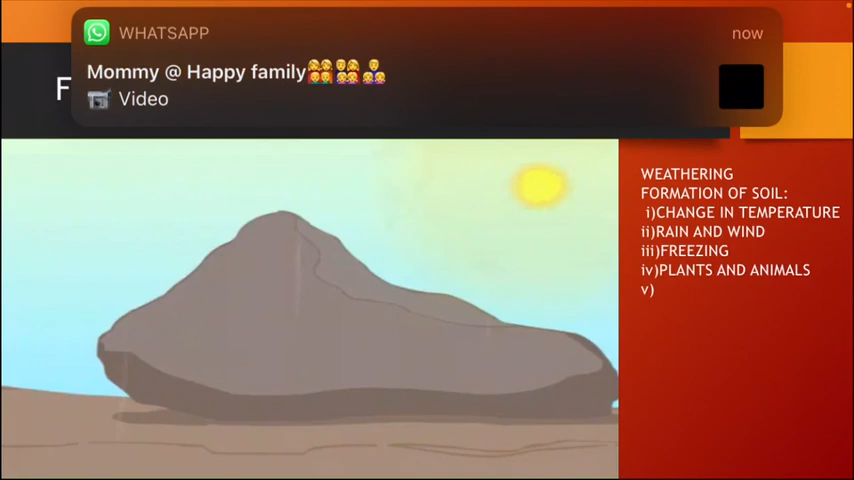 WHATSAPP
now
Mommy @ Happy family👩‍👩‍👧‍👦👨‍👩‍👧‍👧👨‍👧‍👧
📹 Video
F
WEATHERING
FORMATION OF SOIL:
i)CHANGE IN TEMPERATURE
ii)RAIN AND WIND
iii)FREEZING
iv)PLANTS AND ANIMALS
v)